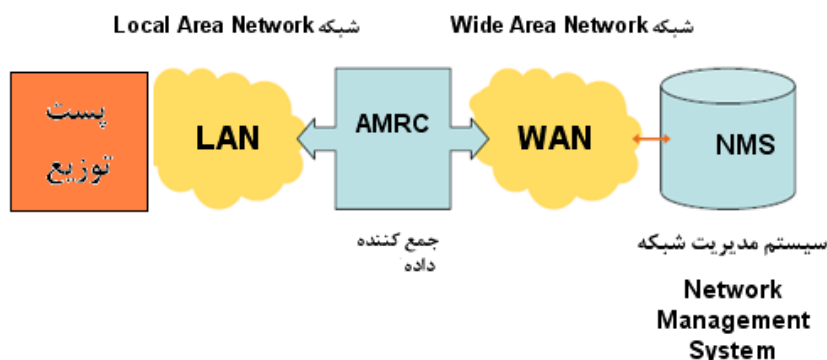 شبکه Local Area Network
شبکه Wide Area Network
پست
توزیع
LAN
AMRC
WAN
NMS
جمع کننده
داده
سیستم مدیریت شبکه
Network
Management
System